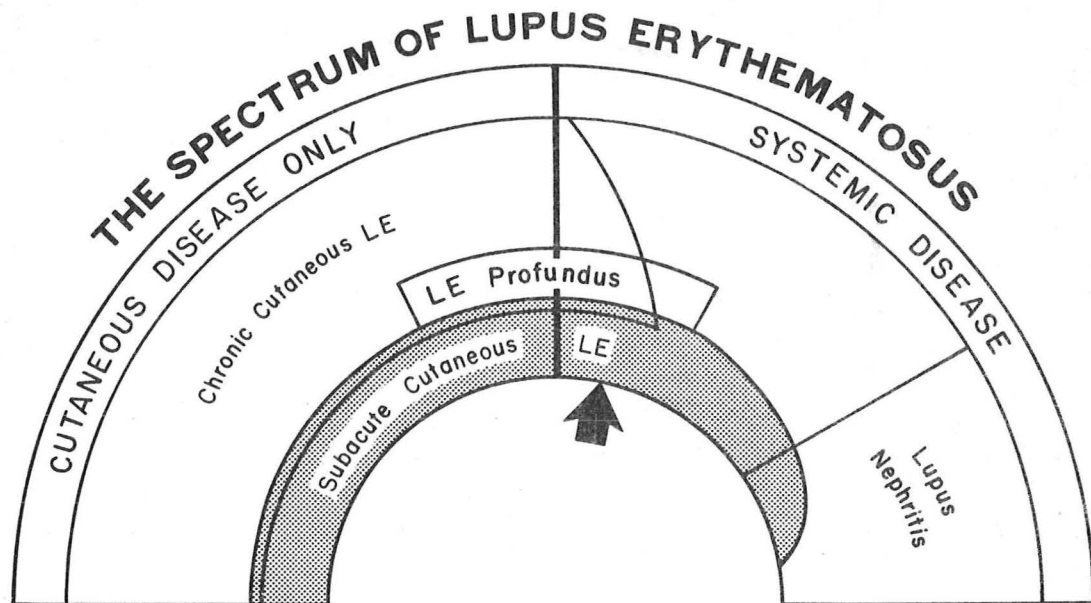 THE SPECTRUM OF LUPUS ERYTHEMATOSUS
CUTANEOUS DISEASE ONLY
SYSTEMIC DISEASE
Chronic Cutaneous LE
LE Profundus
Subacute Cutaneous LE
Lupus
Nephritis